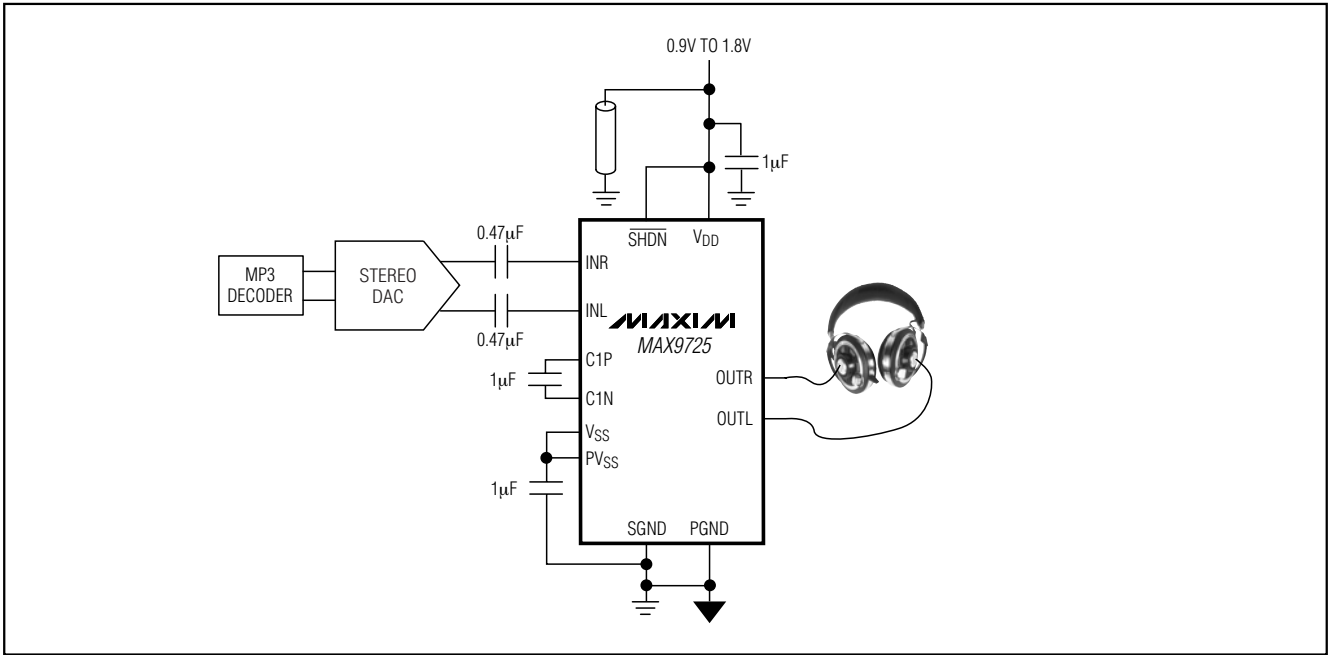 0.9V TO 1.8V
1µF
SHDN
VDD
0.47µF
INR
MP3
DECODER
STEREO
DAC
INL
0.47µF
MAXIM
MAX9725
C1P
1µF
C1N
OUTR
OUTL
VSS
PVSS
1µF
SGND
PGND